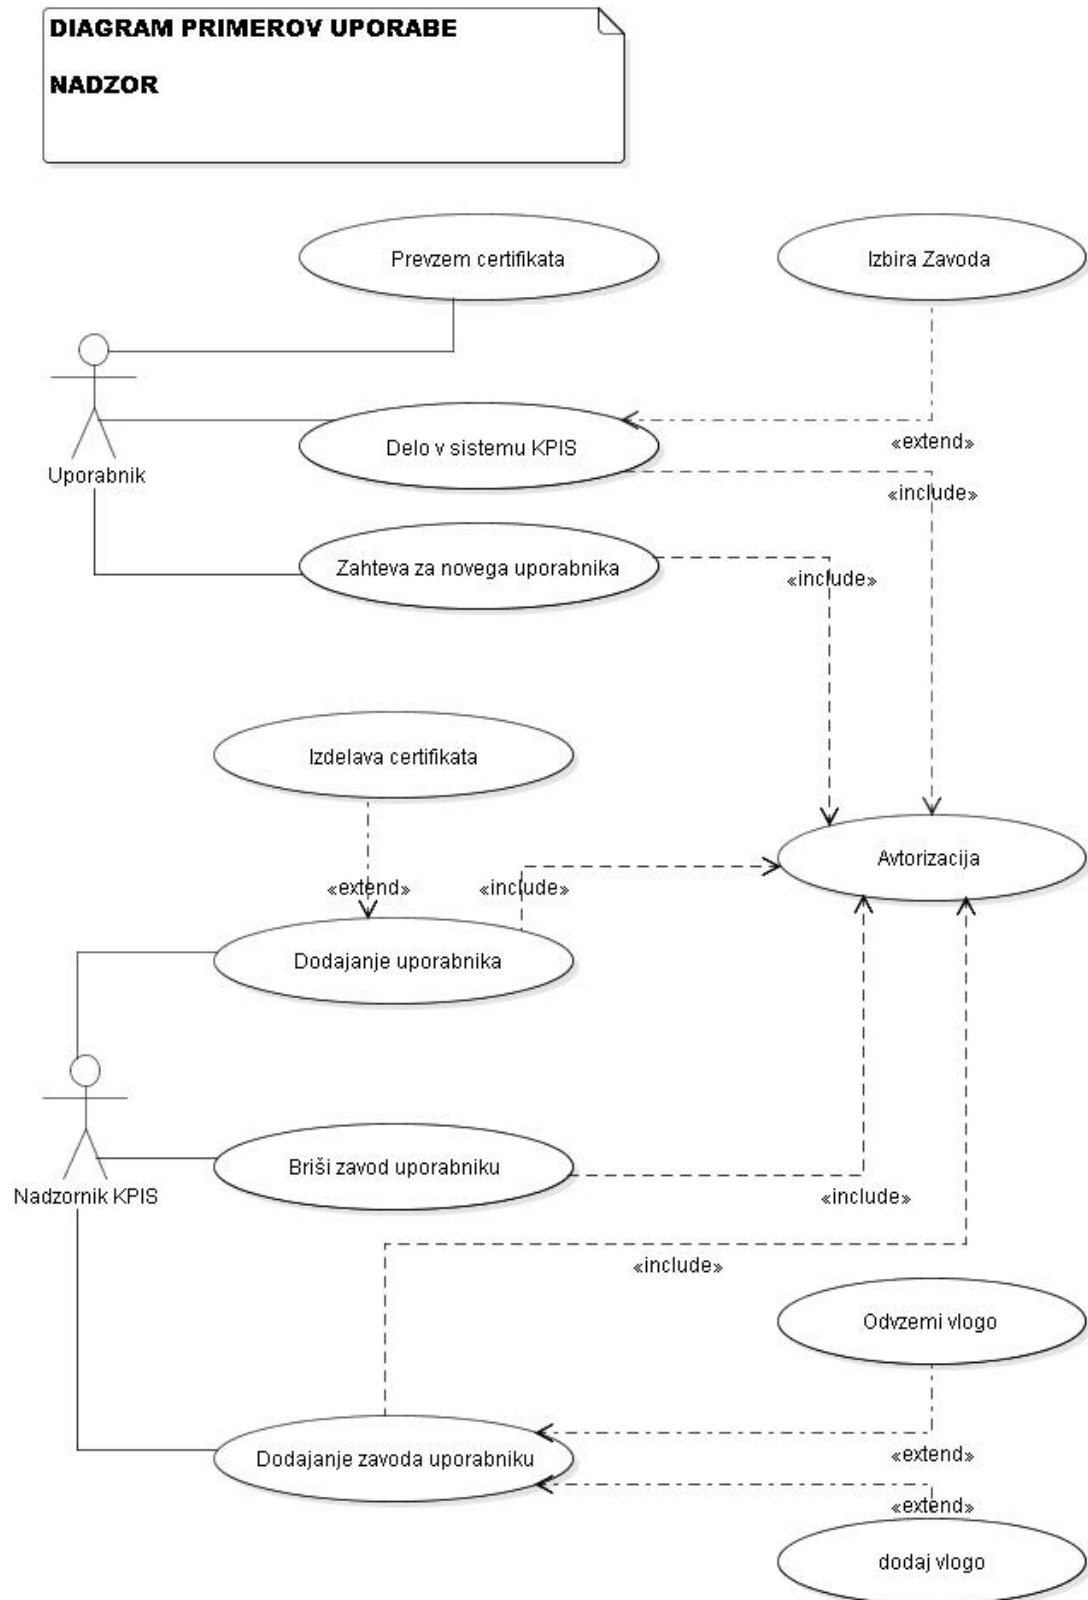 DIAGRAM PRIMEROV UPORABE
NADZOR
Prevzem certifikata
Izbira Zavoda
Uporabnik
Delo v sistemu KPIS
«extend»
«include»
Zahteva za novega uporabnika
«include»
Izdelava certifikata
Avtorizacija
«extend»
«include»
Dodajanje uporabnika
Briši zavod uporabniku
Nadzornik KPIS
«include»
«include»
Odvzemi vlogo
Dodajanje zavoda uporabniku
«extend»
«extend»
dodaj vlogo